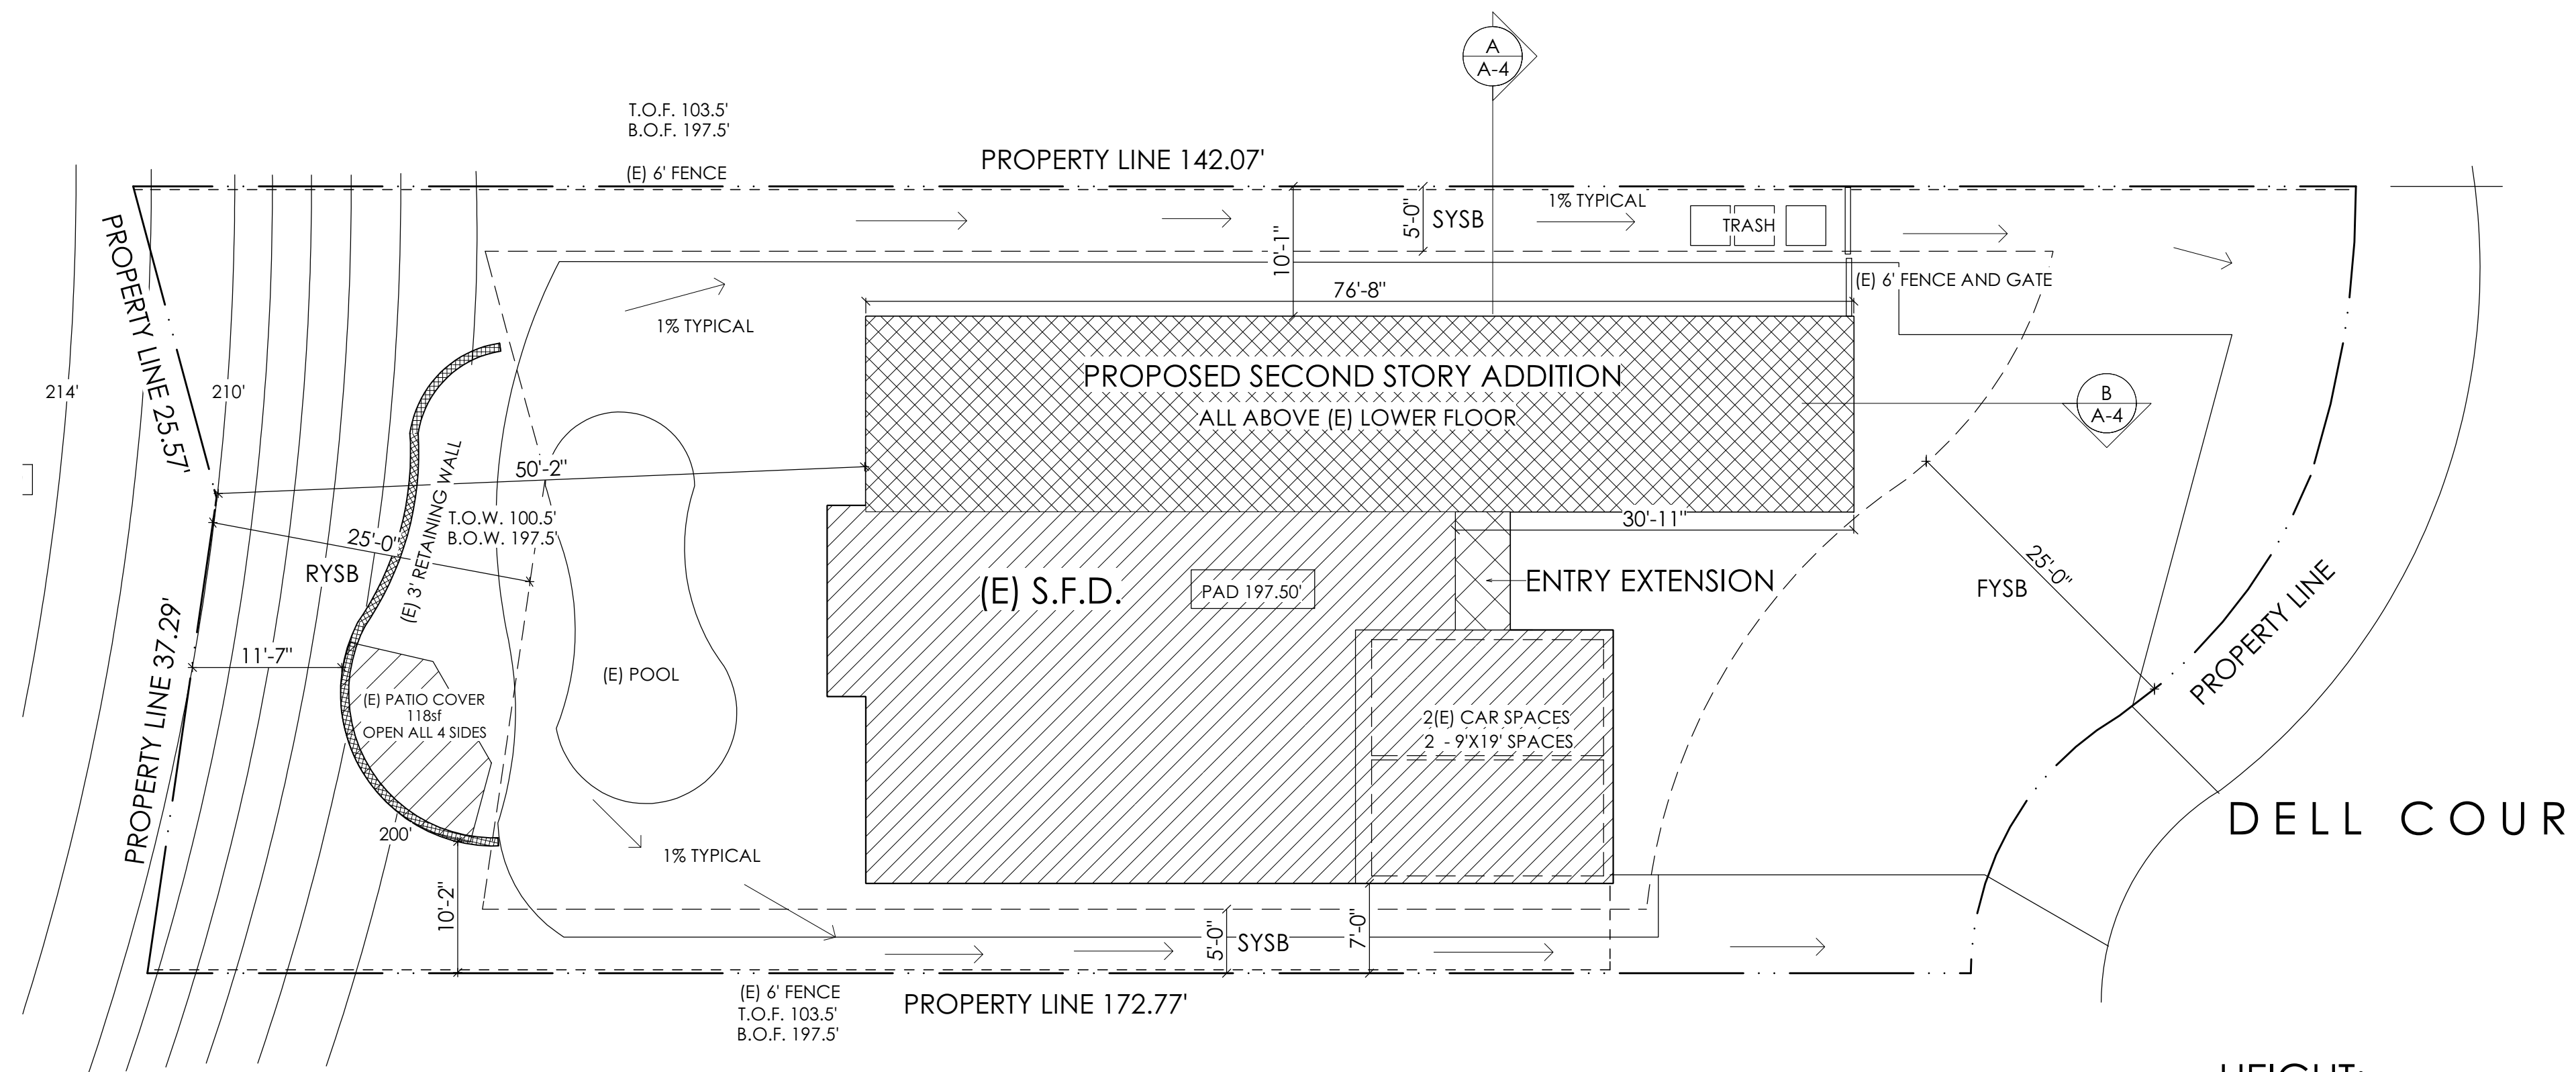 A
A-4
T.O.F. 103.5'
B.O.F. 197.5'
(E) 6' FENCE
PROPERTY LINE 142.07'
1% TYPICAL
5'-0"
SYSB
TRASH
10'-1"
(E) 6' FENCE AND GATE
76'-8"
1% TYPICAL
PROPERTY LINE 25.57'
214'
210'
PROPOSED SECOND STORY ADDITION
ALL ABOVE (E) LOWER FLOOR
B
A-4
50'-2"
(E) 3' RETAINING WALL
T.O.W. 100.5'
B.O.W. 197.5'
25'-0"
RYSB
30'-11"
(E) S.F.D.
PAD 197.50'
ENTRY EXTENSION
25'-0"
FYSB
PROPERTY LINE
PROPERTY LINE 37.29'
11'-7"
(E) POOL
(E) PATIO COVER
118sf
OPEN ALL 4 SIDES
2(E) CAR SPACES
2 - 9'X19' SPACES
200'
DELL COUR
1% TYPICAL
10'-2"
5'-0"
SYSB
7'-0"
(E) 6' FENCE
T.O.F. 103.5'
B.O.F. 197.5'
PROPERTY LINE 172.77'
HEIGHT: